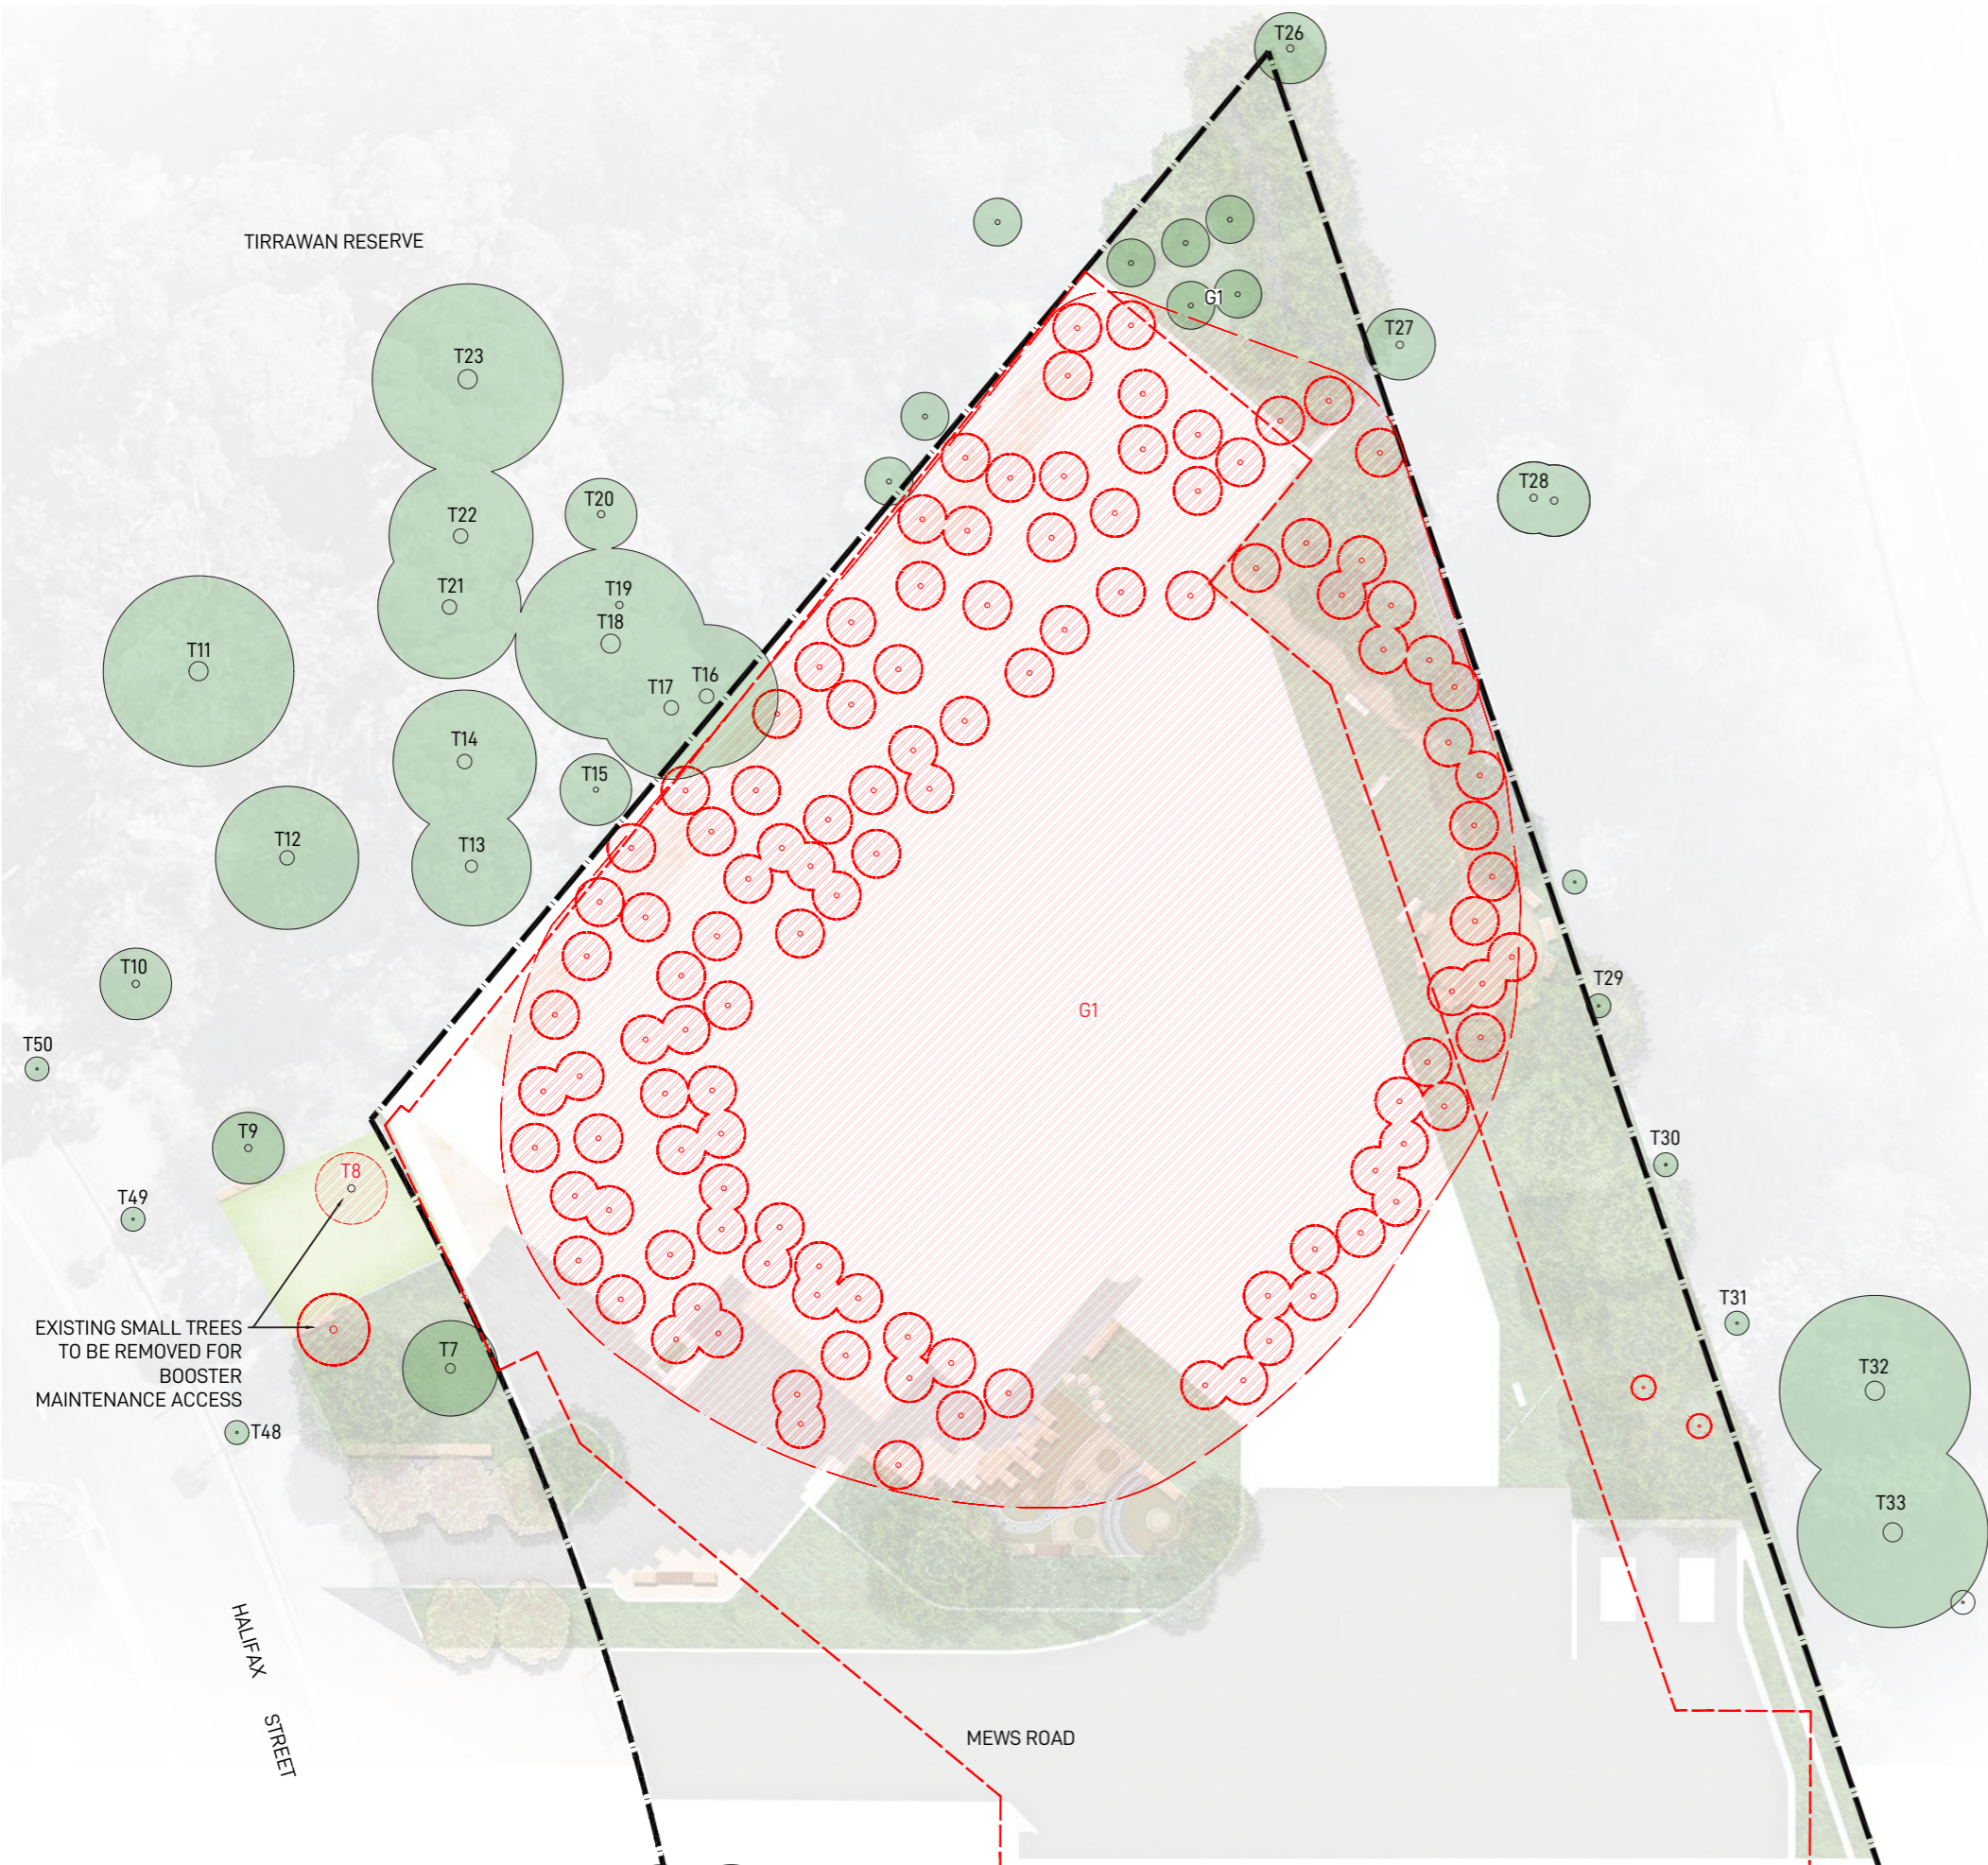 T26
TIRRAWAN RESERVE
G1
T27
T23
T28
T20
T22
T19
T21
T18
T11
T16
T17
T14
T15
T12
T13
T10
T29
G1
T50
T9
T30
T8
T49
T31
EXISTING SMALL TREES
TO BE REMOVED FOR
BOOSTER
MAINTENANCE ACCESS
T7
T32
T48
T33
HALIFAX STREET
MEWS ROAD